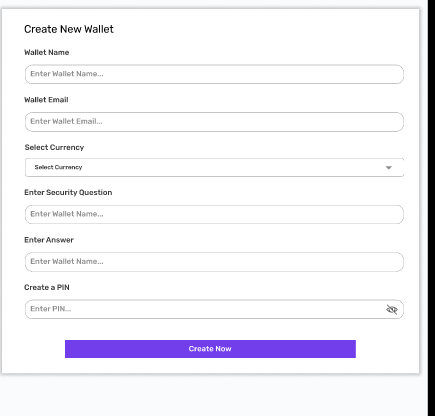 Create New Wallet
Wallet Name
Enter Wallet Name...
Wallet Email
Enter Wallet Email...
Select Currency
Select Currency
Enter Security Question
Enter Wallet Name...
Enter Answer
Enter Wallet Name...
Create a PIN
Enter PIN...
Create Now